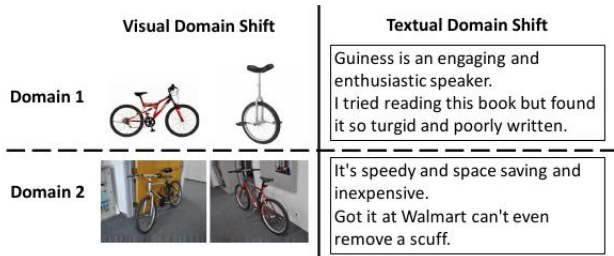 Visual Domain Shift
Textual Domain Shift
Domain 1
Guiness is an engaging and
enthusiastic speaker.
I tried reading this book but found
it so turgid and poorly written.
Domain 2
It's speedy and space saving and
inexpensive.
Got it at Walmart can't even
remove a scuff.